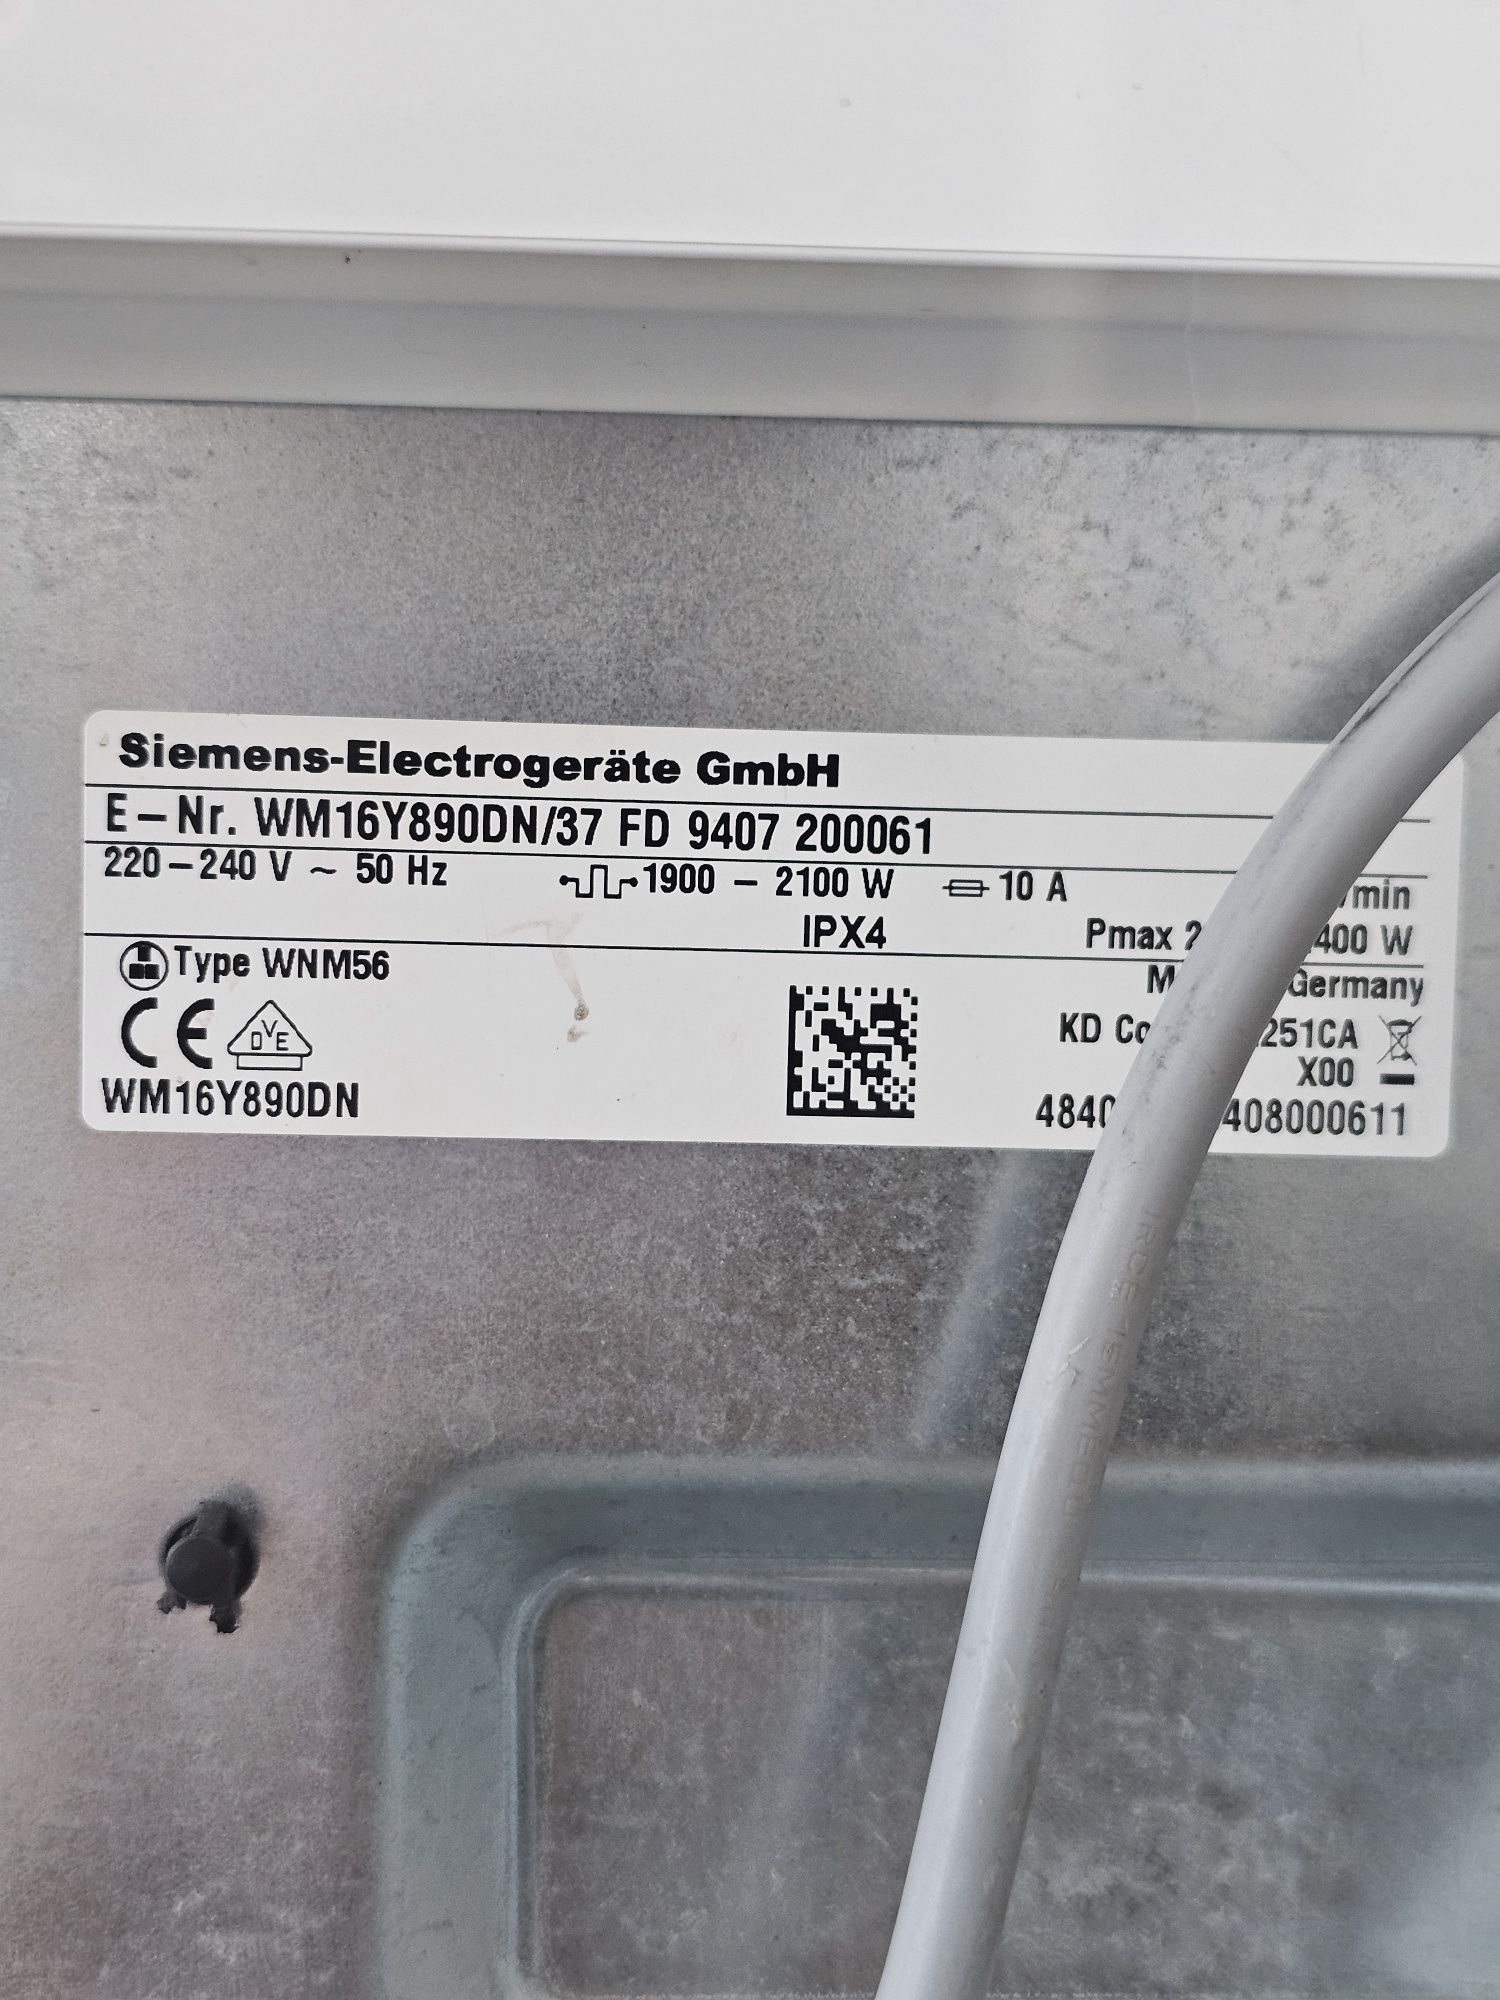 Siemens-Electrogeräte GmbH
E-Nr. WM16Y890DN/37 FD 9407 200061
220-240 V ~ 50 Hz 1900 - 2100 W 10 A /min
IPX4 Pmax 2 400 W
Type WNM56 Germany
CE DVE KD 251CA
X00
WM16Y890DN 4840 408000611